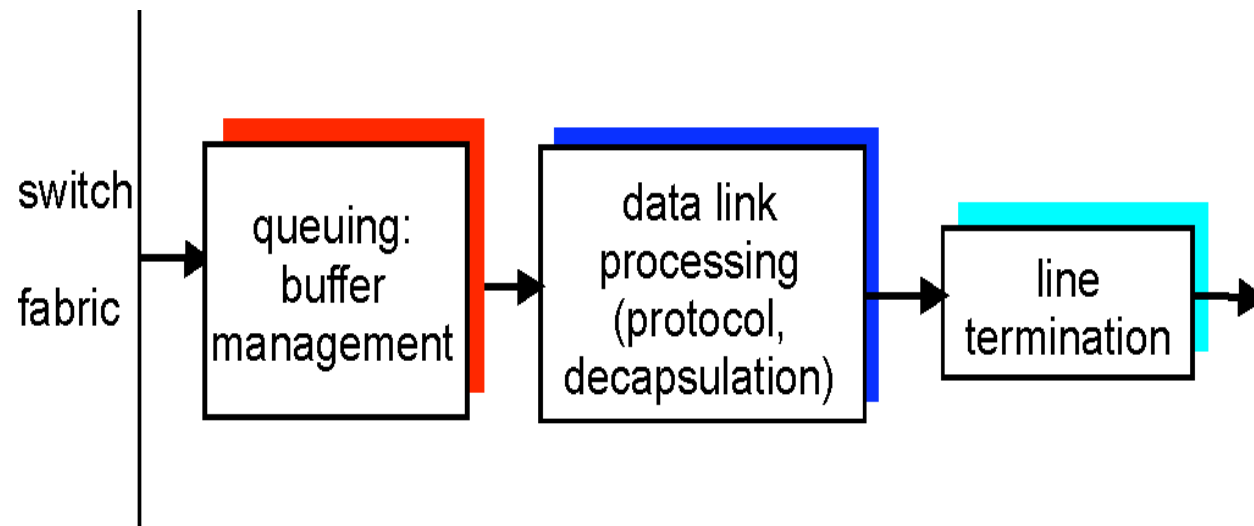 switch
fabric
queuing:
buffer
management
data link
processing
(protocol,
decapsulation)
line
termination